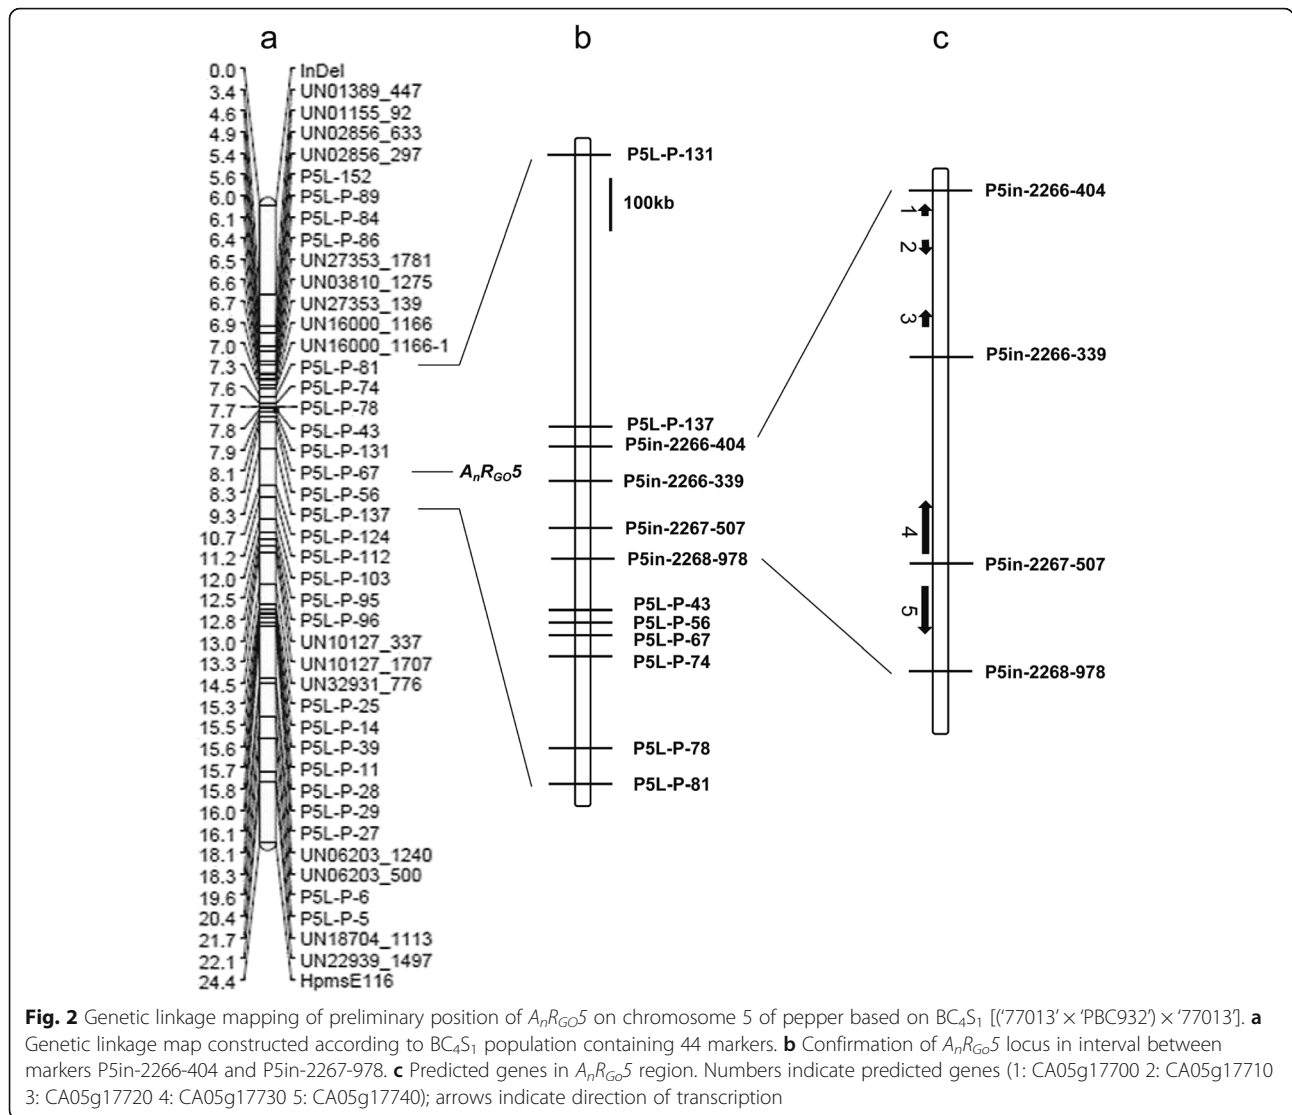 a
b
c
0.0 InDel
3.4 UN01389_447
4.6 UN01155_92
4.9 UN02856_633
5.4 UN02856_297
5.6 P5L-152
6.0 P5L-P-89
6.1 P5L-P-84
6.4 P5L-P-86
6.5 UN27353_1781
6.6 UN03810_1275
6.7 UN27353_139
6.9 UN16000_1166
7.0 UN16000_1166-1
7.3 P5L-P-81
7.6 P5L-P-74
7.7 P5L-P-78
7.8 P5L-P-43
7.9 P5L-P-131
8.1 P5L-P-67
8.3 P5L-P-56
9.3 P5L-P-137
10.7 P5L-P-124
11.2 P5L-P-112
12.0 P5L-P-103
12.5 P5L-P-95
12.8 P5L-P-96
13.0 UN10127_337
13.3 UN10127_1707
14.5 UN32931_776
15.3 P5L-P-25
15.5 P5L-P-14
15.6 P5L-P-39
15.7 P5L-P-11
15.8 P5L-P-28
16.0 P5L-P-29
16.1 P5L-P-27
18.1 UN06203_1240
18.3 UN06203_500
19.6 P5L-P-6
20.4 P5L-P-5
21.7 UN18704_1113
22.1 UN22939_1497
24.4 HpmsE116
AnRGO5
P5L-P-131
100kb
P5L-P-137
P5in-2266-404
P5in-2266-339
P5in-2267-507
P5in-2268-978
P5L-P-43
P5L-P-56
P5L-P-67
P5L-P-74
P5L-P-78
P5L-P-81
P5in-2266-404
1
2
3
P5in-2266-339
4
P5in-2267-507
5
P5in-2268-978
Fig. 2 Genetic linkage mapping of preliminary position of AnRGO5 on chromosome 5 of pepper based on BC4S1 [('77013' × 'PBC932') × '77013']. a
Genetic linkage map constructed according to BC4S1 population containing 44 markers. b Confirmation of AnRGo5 locus in interval between
markers P5in-2266-404 and P5in-2267-978. c Predicted genes in AnRGo5 region. Numbers indicate predicted genes (1: CA05g17700 2: CA05g17710
3: CA05g17720 4: CA05g17730 5: CA05g17740); arrows indicate direction of transcription